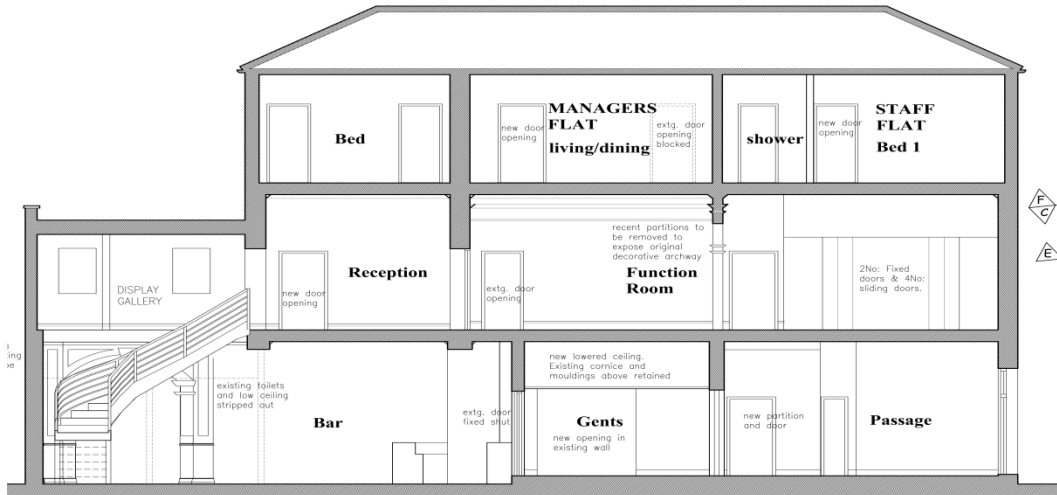 Bed
new door
opening
MANAGERS
FLAT
living/dining
extg. door
opening
blocked
shower
new door
opening
STAFF
FLAT
Bed 1
DISPLAY
GALLERY
new door
opening
Reception
extg. door
opening
recent partitions to
be removed to
expose original
decorative archway
Function
Room
2No: Fixed
doors & 4No:
sliding doors.
F
C
E
existing toilets
and low ceiling
stripped out
Bar
extg. door
fixed shut
new lowered ceiling.
Existing cornice and
mouldings above retained
Gents
new opening in
existing wall
new partition
and door
Passage